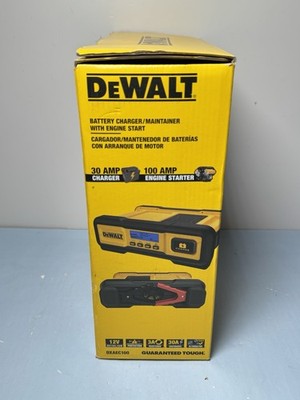 DEWALT
BATTERY CHARGER/MAINTAINER
WITH ENGINE START
CARGADOR/MANTENEDOR DE BATERÍAS
CON ARRANQUE DE MOTOR
30 AMP 100 AMP
CHARGER ENGINE STARTER
DEWALT
12V 3A 30A
DXAEC100 GUARANTEED TOUGH.